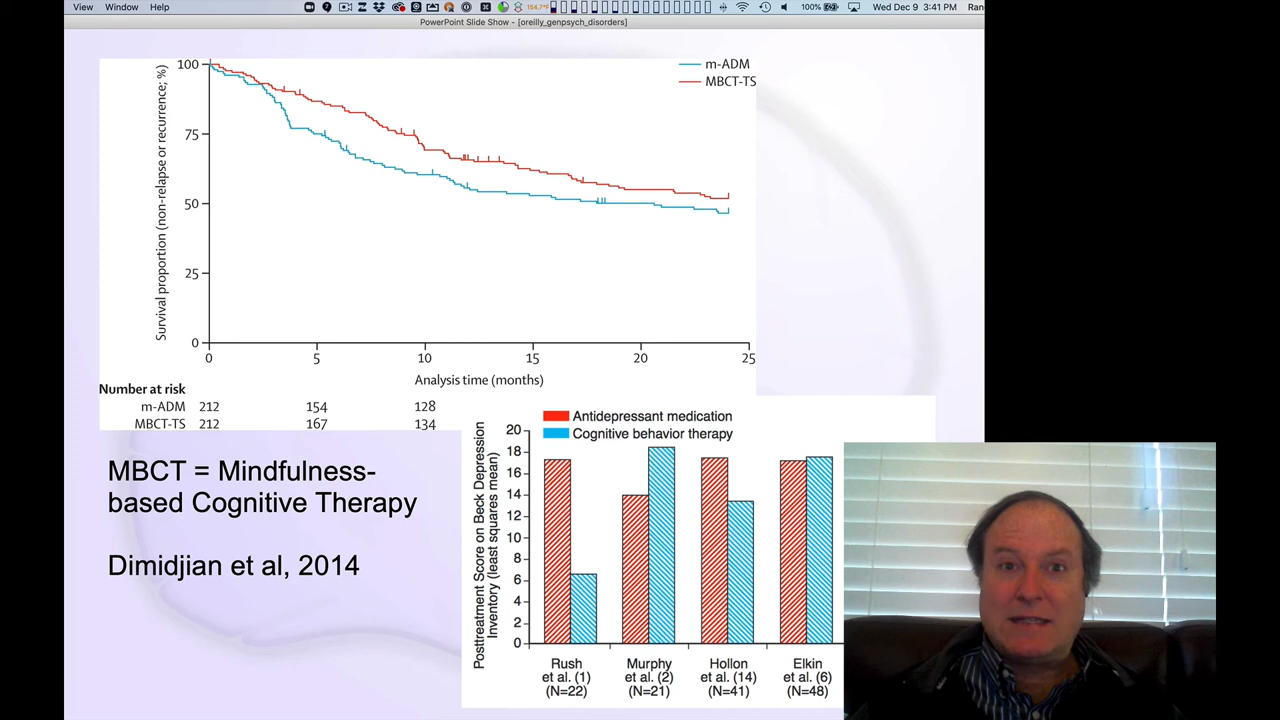 View Window Help 154.7°F 100% Wed Dec 9 3:41 PM Ran
PowerPoint Slide Show - [oreilly_genpsych_disorders]
m-ADM
MBCT-TS
Survival proportion (non-relapse or recurrence; %)
100
75
50
25
0
0 5 10 15 20 25
Analysis time (months)
Number at risk
m-ADM 212 154 128
MBCT-TS 212 167 134
MBCT = Mindfulness-
based Cognitive Therapy
Dimidjian et al, 2014
Antidepressant medication
Cognitive behavior therapy
Posttreatment Score on Beck Depression
Inventory (least squares mean)
20
18
16
14
12
10
8
6
4
2
0
Rush Murphy Hollon Elkin
et al. (1) et al. (2) et al. (14) et al. (6)
(N=22) (N=21) (N=41) (N=48)